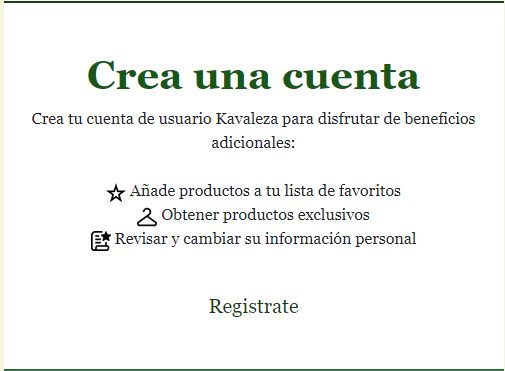 Crea una cuenta
Crea tu cuenta de usuario Kavaleza para disfrutar de beneficios
adicionales:
Añade productos a tu lista de favoritos
Obtener productos exclusivos
Revisar y cambiar su información personal
Registrate